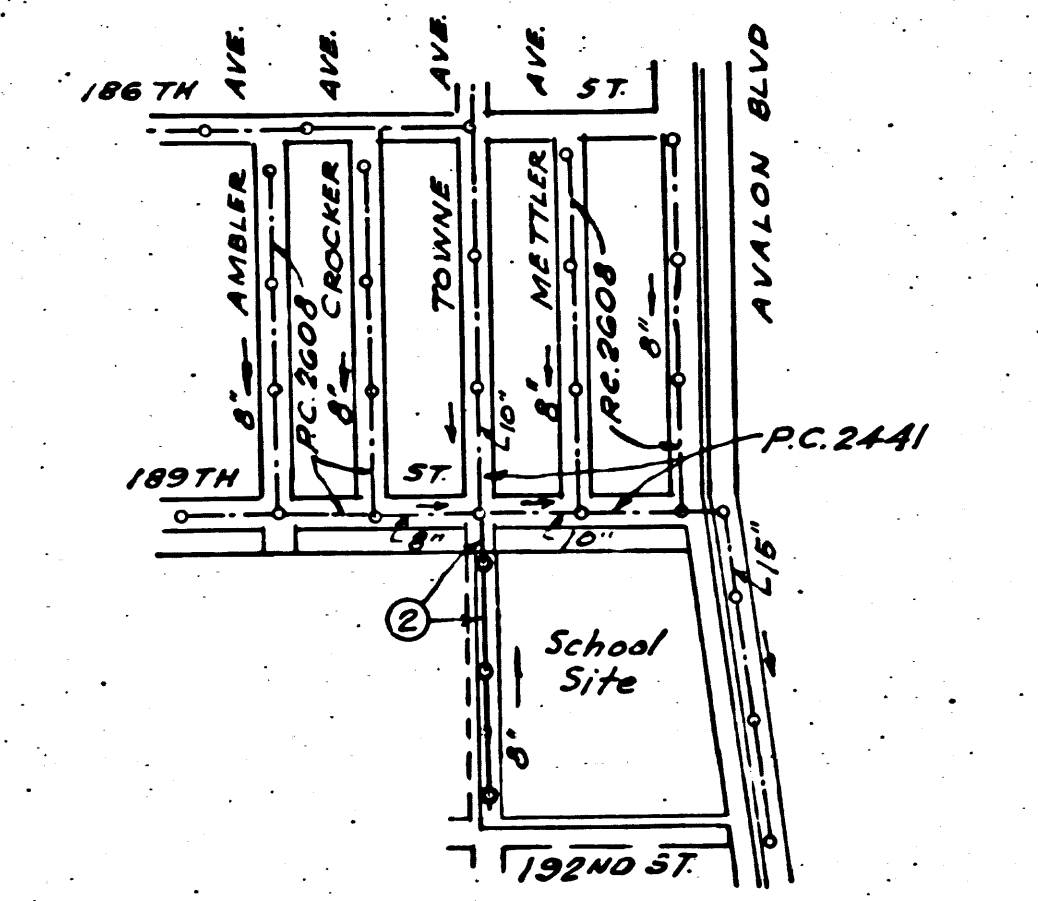 186TH AVE. AVE. AVE. AVE. ST.
AVALON BLVD
AMBLER
CROCKER
TOWNE
METTLER
P.C. 2608
P.C. 2608
8"
8"
8"
8"
10"
P.C. 2441
189TH ST.
8"
10"
15"
2
School
Site
8"
192ND ST.